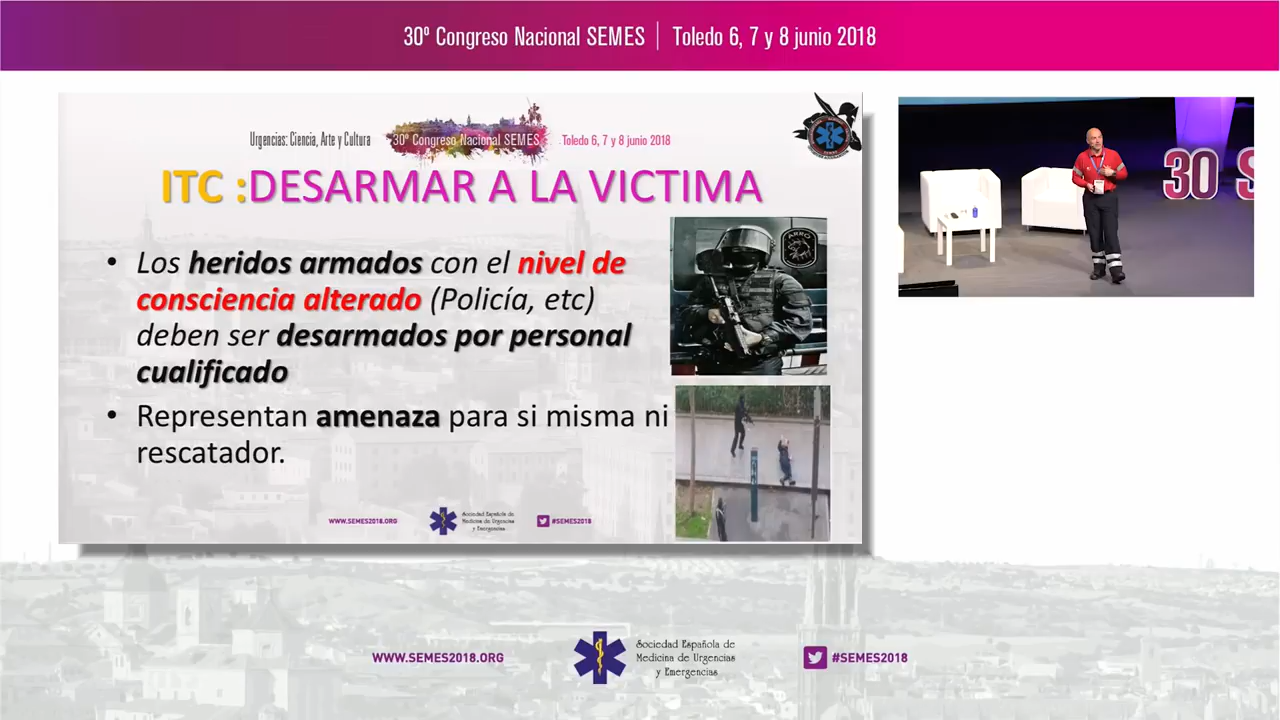 30º Congreso Nacional SEMES | Toledo 6, 7 y 8 junio 2018
Urgencias: Ciencia, Arte y Cultura
30º Congreso Nacional SEMES
Toledo 6, 7 y 8 junio 2018
ITC :DESARMAR A LA VICTIMA
• Los heridos armados con el nivel de
consciencia alterado (Policía, etc)
deben ser desarmados por personal
cualificado
• Representan amenaza para si misma ni
rescatador.
ARRO
WWW.SEMES2018.ORG
Sociedad Española de
Medicina de Urgencias
y Emergencias
#SEMES2018
30 S
WWW.SEMES2018.ORG
Sociedad Española de
Medicina de Urgencias
y Emergencias
#SEMES2018